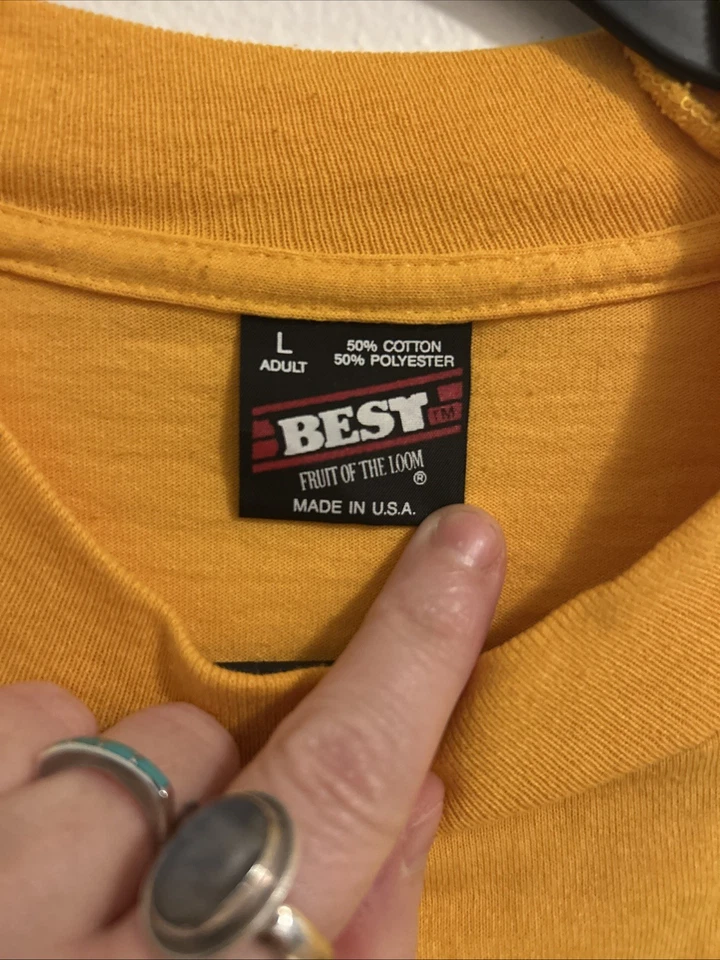 L
ADULT
50% COTTON
50% POLYESTER
BEST TM
FRUIT OF THE LOOM ®
MADE IN U.S.A.